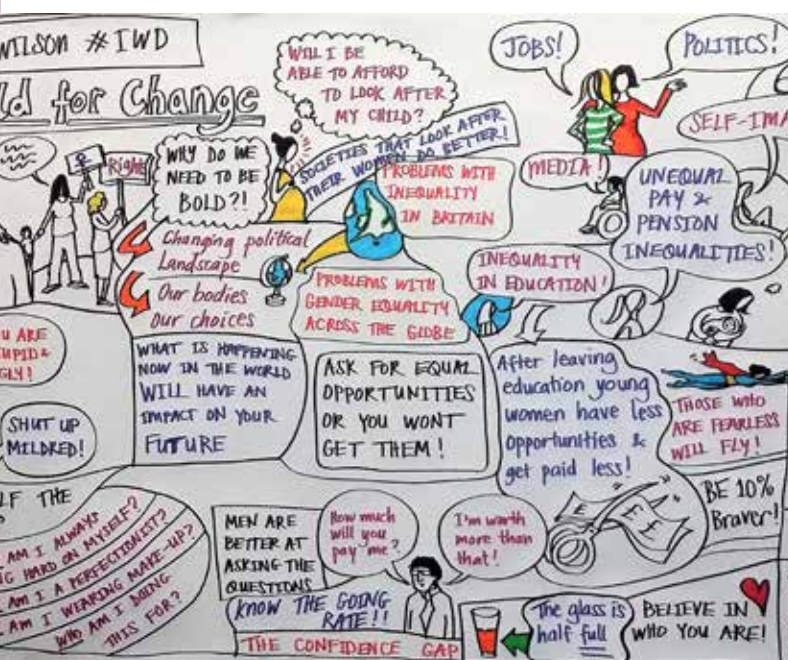 WILSON #IWD
ld for Change
WILL I BE
ABLE TO AFFORD
TO LOOK AFTER
MY CHILD?
JOBS!
POLITICS!
SELF-IMA
MEDIA!
Rights
WHY DO WE
NEED TO BE
BOLD?!
SOCIETIES THAT LOOK AFTER
THEIR WOMEN DO BETTER!
PROBLEMS WITH
INEQUALITY
IN BRITAIN
UNEQUAL
PAY &
PENSION
INEQUALITIES!
Changing political
Landscape
Our bodies
Our choices
PROBLEMS WITH
GENDER EQUALITY
ACROSS THE GLOBE
INEQUALITY
IN EDUCATION!
U ARE
UPID &
GLY!
SHUT UP
MILDRED!
WHAT IS HAPPENING
NOW IN THE WORLD
WILL HAVE AN
IMPACT ON YOUR
FUTURE
ASK FOR EQUAL
OPPORTUNITIES
OR YOU WONT
GET THEM!
After leaving
education young
women have less
opportunities &
get paid less!
THOSE WHO
ARE FEARLESS
WILL FLY!
BE 10%
Braver!
£
£ £
LF THE
AM I ALWAYS
NG HARD ON MYSELF?
AM I A PERFECTIONIST?
AM I WEARING MAKE-UP?
WHO AM I DOING
THIS FOR?
MEN ARE
BETTER AT
ASKING THE
QUESTIONS
How much
will you
pay me?
I'm worth
more than
that!
KNOW THE GOING
RATE!!
THE CONFIDENCE GAP
The glass is
half full
BELIEVE IN
WHO YOU ARE!